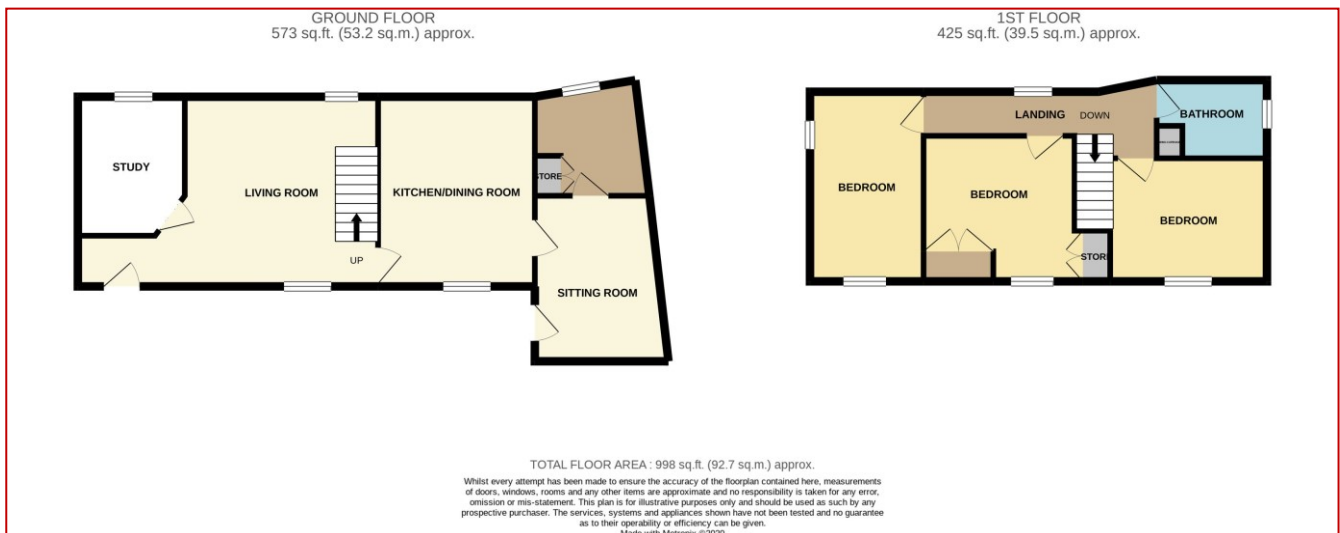 GROUND FLOOR
573 sq.ft. (53.2 sq.m.) approx.
1ST FLOOR
425 sq.ft. (39.5 sq.m.) approx.
STUDY
LIVING ROOM
KITCHEN/DINING ROOM
STORE
UP
SITTING ROOM
LANDING
DOWN
BATHROOM
BEDROOM
BEDROOM
BEDROOM
STORE
TOTAL FLOOR AREA : 998 sq.ft. (92.7 sq.m.) approx.
Whilst every attempt has been made to ensure the accuracy of the floorplan contained here, measurements
of doors, windows, rooms and any other items are approximate and no responsibility is taken for any error,
omission or mis-statement. This plan is for illustrative purposes only and should be used as such by any
prospective purchaser. The services, systems and appliances shown have not been tested and no guarantee
as to their operability or efficiency can be given.
Made with Metropix ©2020